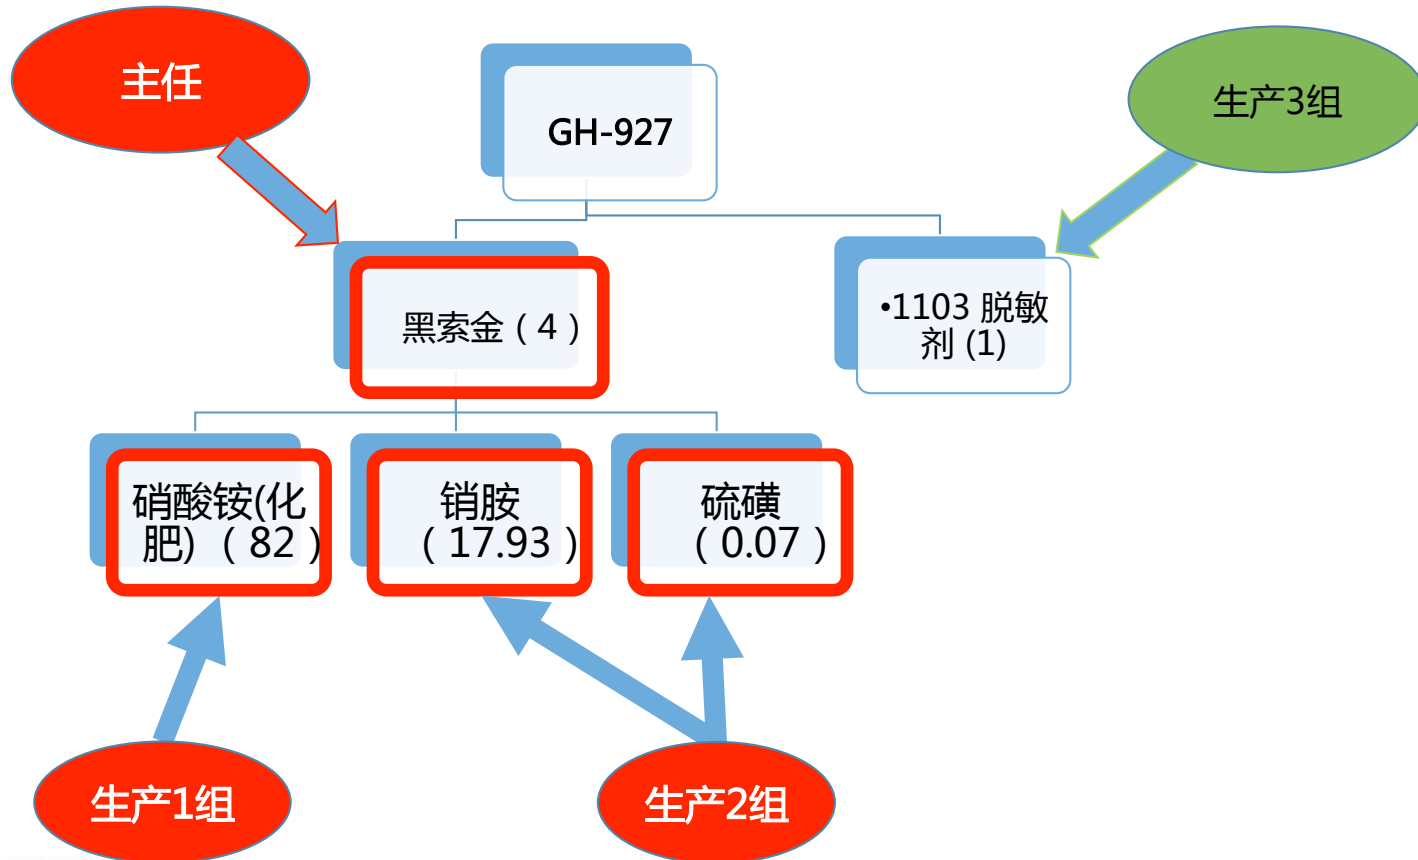 主任
GH-927
生产3组
黑索金（4）
•1103 脱敏
剂 (1)
硝酸铵(化
肥)（82）
销胺
（17.93）
硫磺
（0.07）
生产1组
生产2组